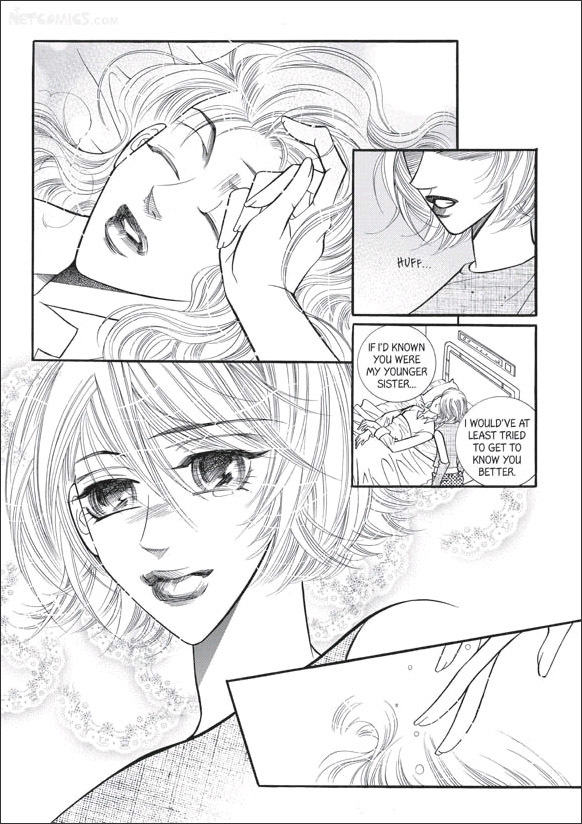 NETCOMICS.COM
HUFF...
IF I'D KNOWN
YOU WERE
MY YOUNGER
SISTER...
I WOULD'VE AT
LEAST TRIED
TO GET TO
KNOW YOU
BETTER.